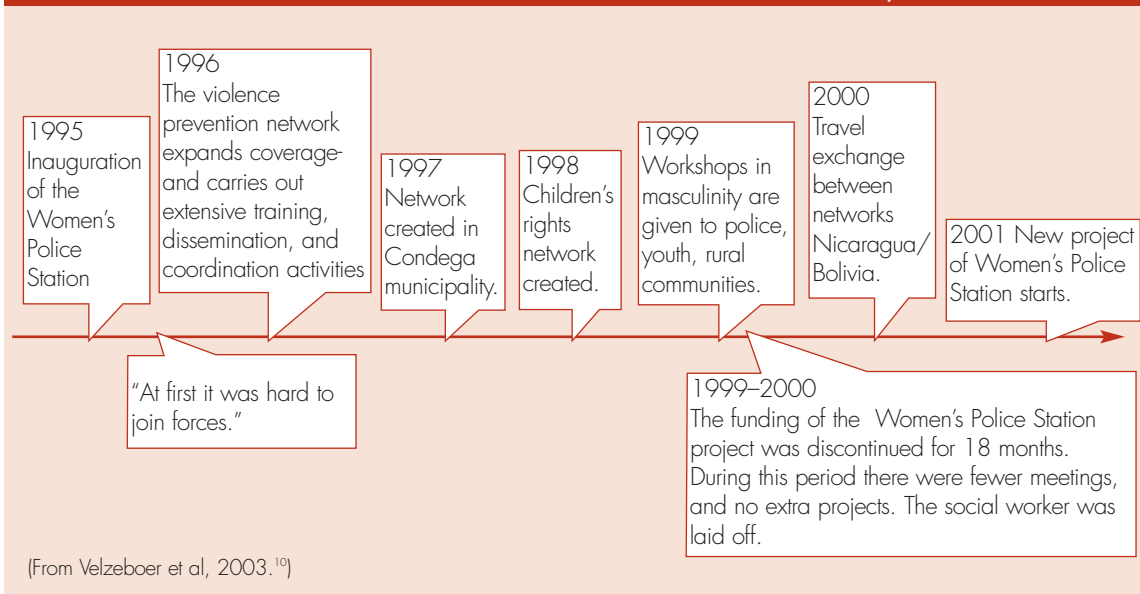 1995
Inauguration
of the
Women’s
Police
Station
1996
The violence
prevention network
expands coverage-
and carries out
extensive training,
dissemination, and
coordination activities
1997
Network
created in
Condega
municipality.
1998
Children’s
rights
network
created.
1999
Workshops in
masculinity are
given to police,
youth, rural
communities.
2000
Travel
exchange
between
networks
Nicaragua/
Bolivia.
2001 New project
of Women’s Police
Station starts.
“At first it was hard to
join forces.”
1999–2000
The funding of the Women’s Police Station
project was discontinued for 18 months.
During this period there were fewer meetings,
and no extra projects. The social worker was
laid off.
(From Velzeboer et al, 2003.¹⁰)